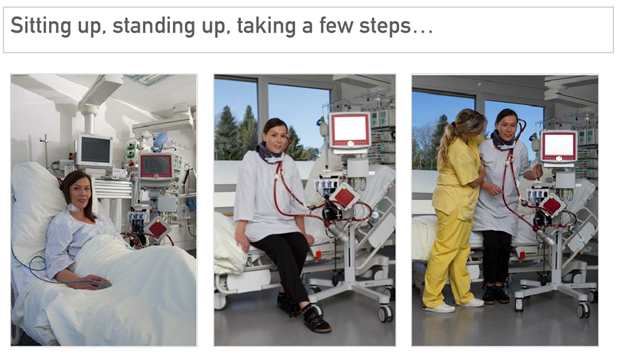 Sitting up, standing up, taking a few steps…